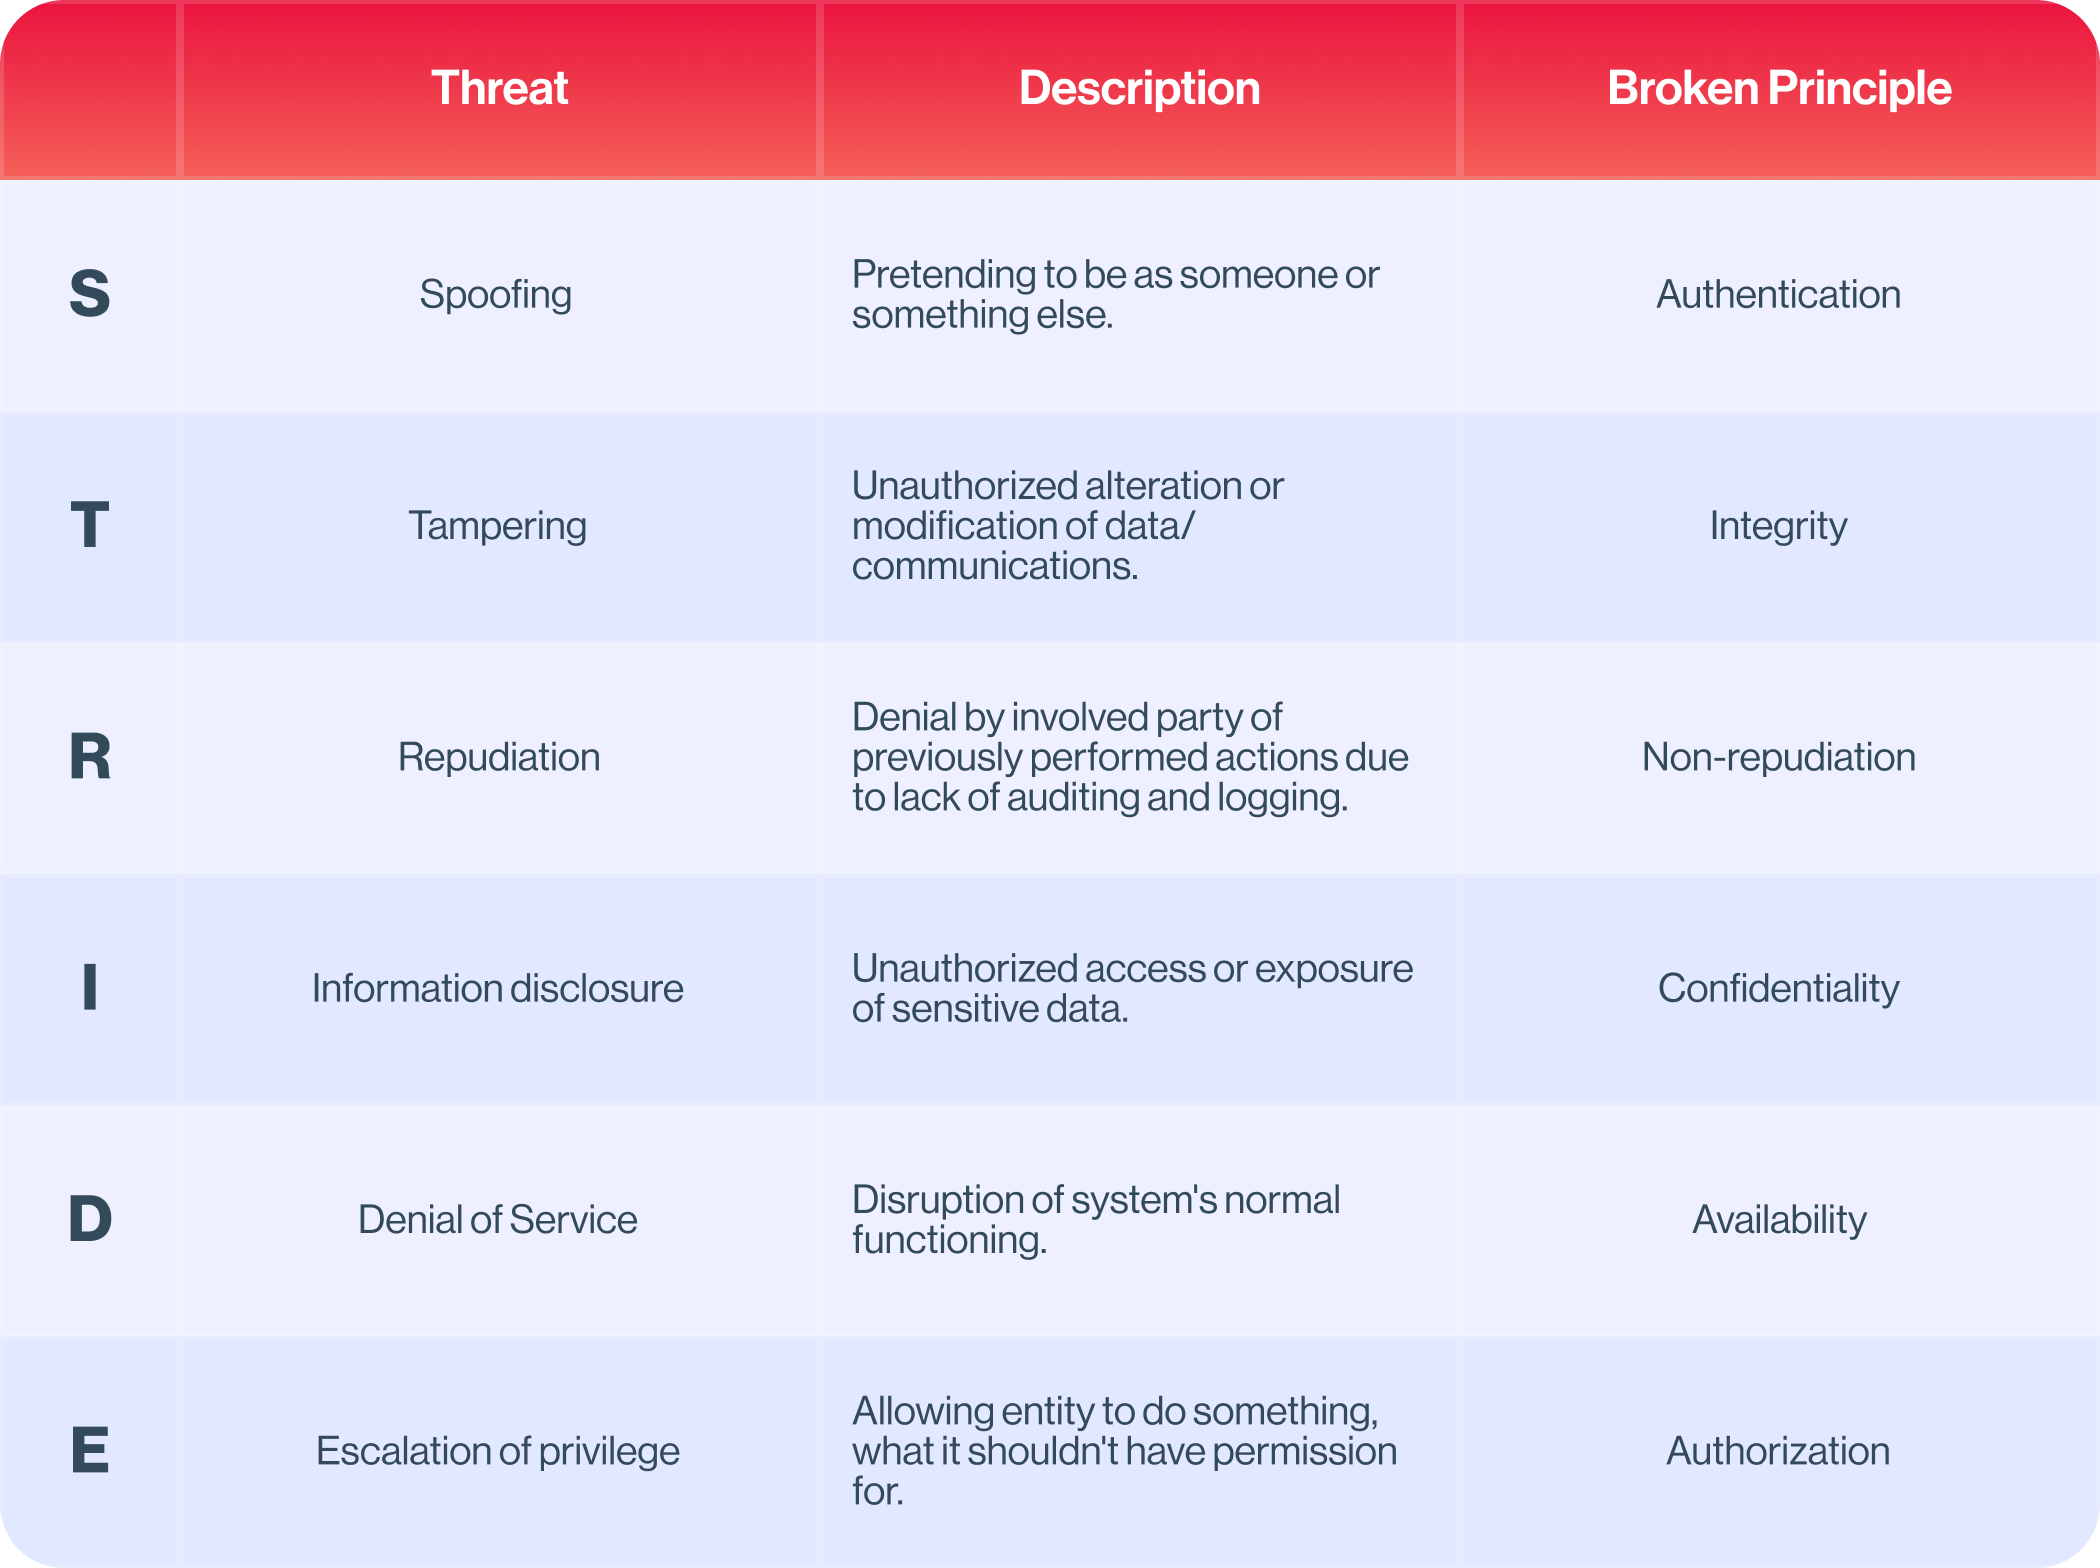 Threat Description Broken Principle
S Spoofing Pretending to be as someone or
something else. Authentication
T Tampering Unauthorized alteration or
modification of data/
communications. Integrity
R Repudiation Denial by involved party of
previously performed actions due
to lack of auditing and logging. Non-repudiation
I Information disclosure Unauthorized access or exposure
of sensitive data. Confidentiality
D Denial of Service Disruption of system's normal
functioning. Availability
E Escalation of privilege Allowing entity to do something,
what it shouldn't have permission
for. Authorization